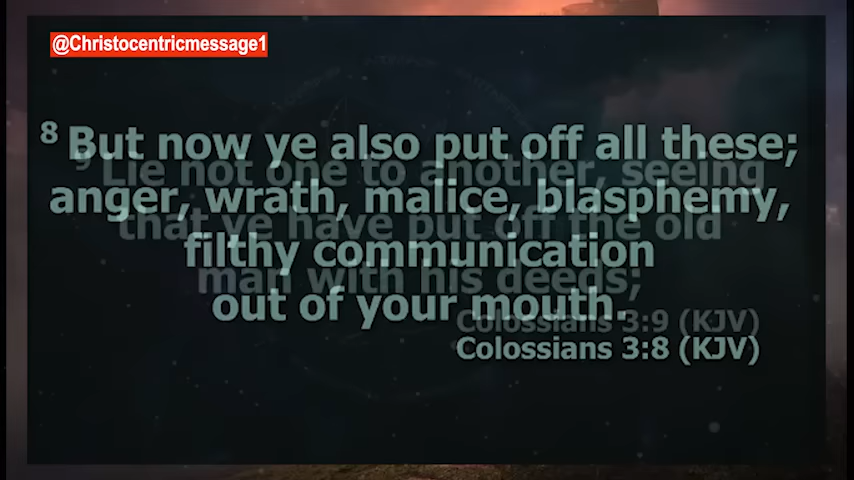 @Christocentricmessage1
8 But now ye also put off all these;
anger, wrath, malice, blasphemy,
filthy communication
out of your mouth.
Colossians 3:8 (KJV)
9 Lie not one to another, seeing
that ye have put off the old
man with his deeds;
Colossians 3:9 (KJV)